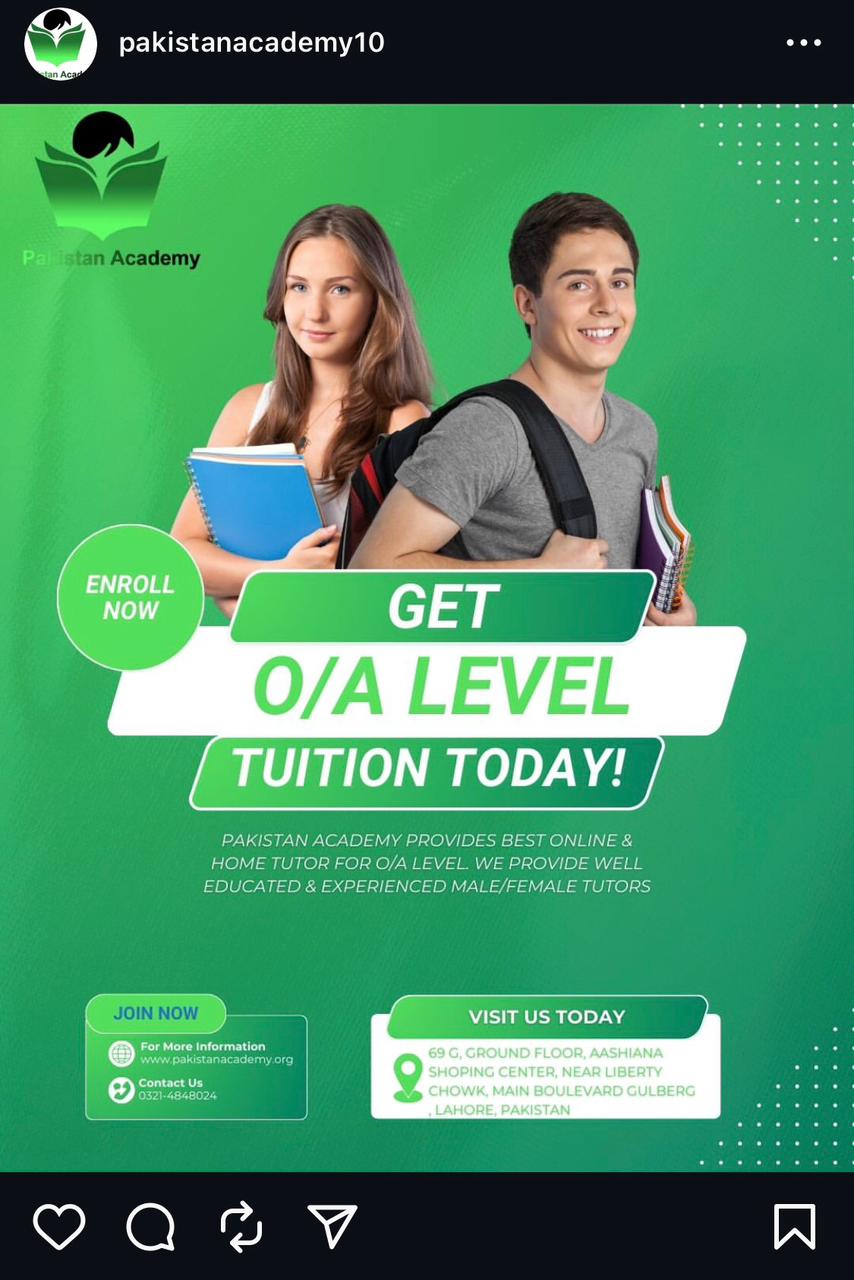 pakistanacademy10
Pakistan Academy
ENROLL
NOW
GET
O/A LEVEL
TUITION TODAY!
PAKISTAN ACADEMY PROVIDES BEST ONLINE &
HOME TUTOR FOR O/A LEVEL. WE PROVIDE WELL
EDUCATED & EXPERIENCED MALE/FEMALE TUTORS
JOIN NOW
For More Information
www.pakistanacademy.org
Contact Us
0321-4848024
VISIT US TODAY
69 G, GROUND FLOOR, AASHIANA
SHOPING CENTER, NEAR LIBERTY
CHOWK, MAIN BOULEVARD GULBERG
, LAHORE, PAKISTAN